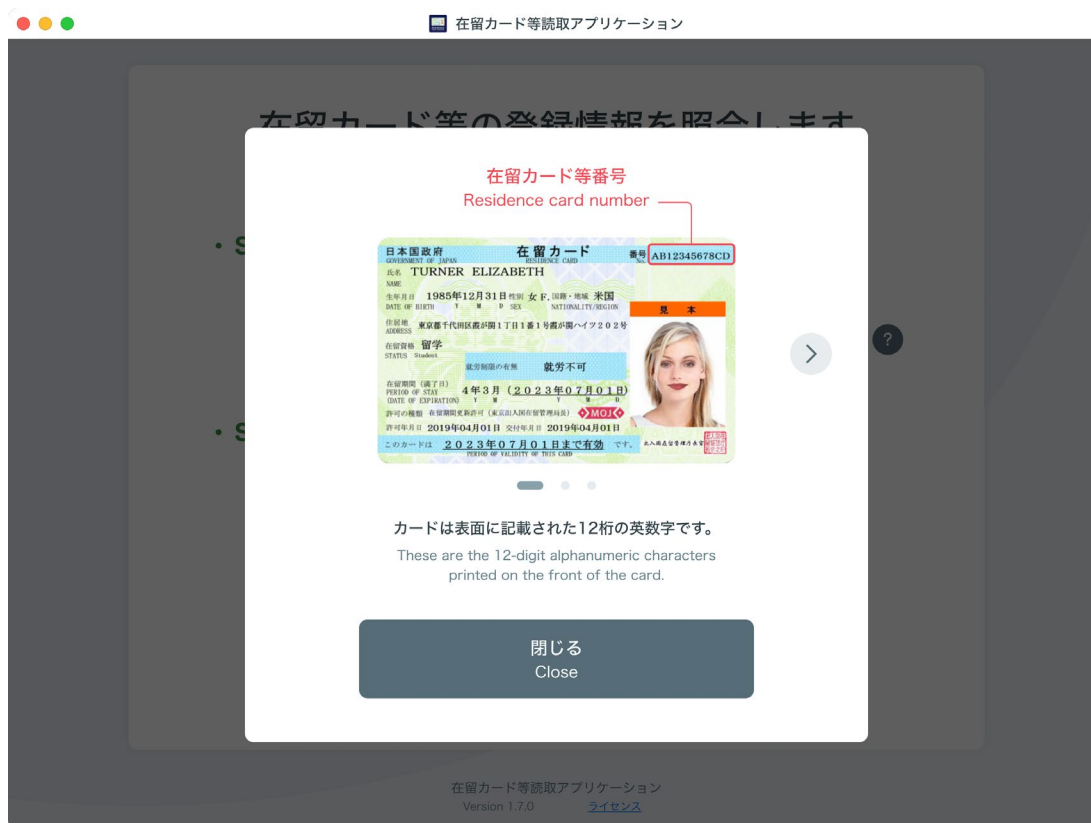 在留カード等読取アプリケーション
在留カード等の登録情報を照会します
在留カード等番号
Residence card number
日本国政府 在留カード 番号 AB12345678CD
GOVERNMENT OF JAPAN RESIDENCE CARD No.
氏名 TURNER ELIZABETH
NAME
生年月日 1985年12月31日 性別 女 F. 国籍・地域 米国
DATE OF BIRTH Y M D SEX NATIONALITY/REGION
見 本
住居地 東京都千代田区霞が関1丁目1番1号霞が関ハイツ202号
ADDRESS
在留資格 留学
STATUS Student
就労制限の有無 就労不可
在留期間(満了日)
PERIOD OF STAY 4年3月(2023年07月01日)
(DATE OF EXPIRATION) Y M Y M D
許可の種類 在留期間更新許可(東京出入国在留管理局長) MOJ
許可年月日 2019年04月01日 交付年月日 2019年04月01日
このカードは 2023年07月01日まで有効 です。
PERIOD OF VALIDITY OF THIS CARD
出入国在留管理庁長官
?
カードは表面に記載された12桁の英数字です。
These are the 12-digit alphanumeric characters
printed on the front of the card.
閉じる
Close
在留カード等読取アプリケーション
Version 1.7.0 ライセンス